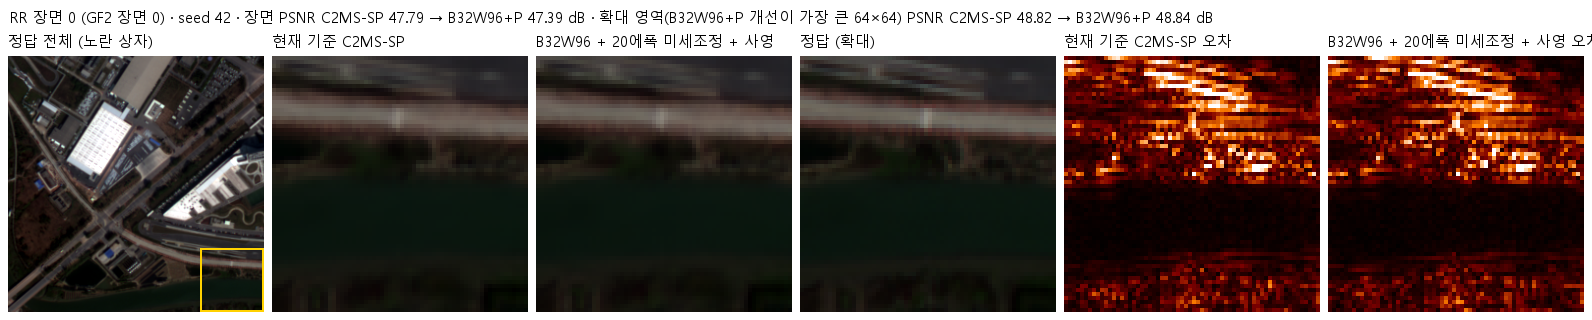 RR 장면 0 (GF2 장면 0) · seed 42 · 장면 PSNR C2MS-SP 47.79 → B32W96+P 47.39 dB · 확대 영역(B32W96+P 개선이 가장 큰 64×64) PSNR C2MS-SP 48.82 → B32W96+P 48.84 dB
정답 전체 (노란 상자)
현재 기준 C2MS-SP
B32W96 + 20에폭 미세조정 + 사영
정답 (확대)
현재 기준 C2MS-SP 오차
B32W96 + 20에폭 미세조정 + 사영 오